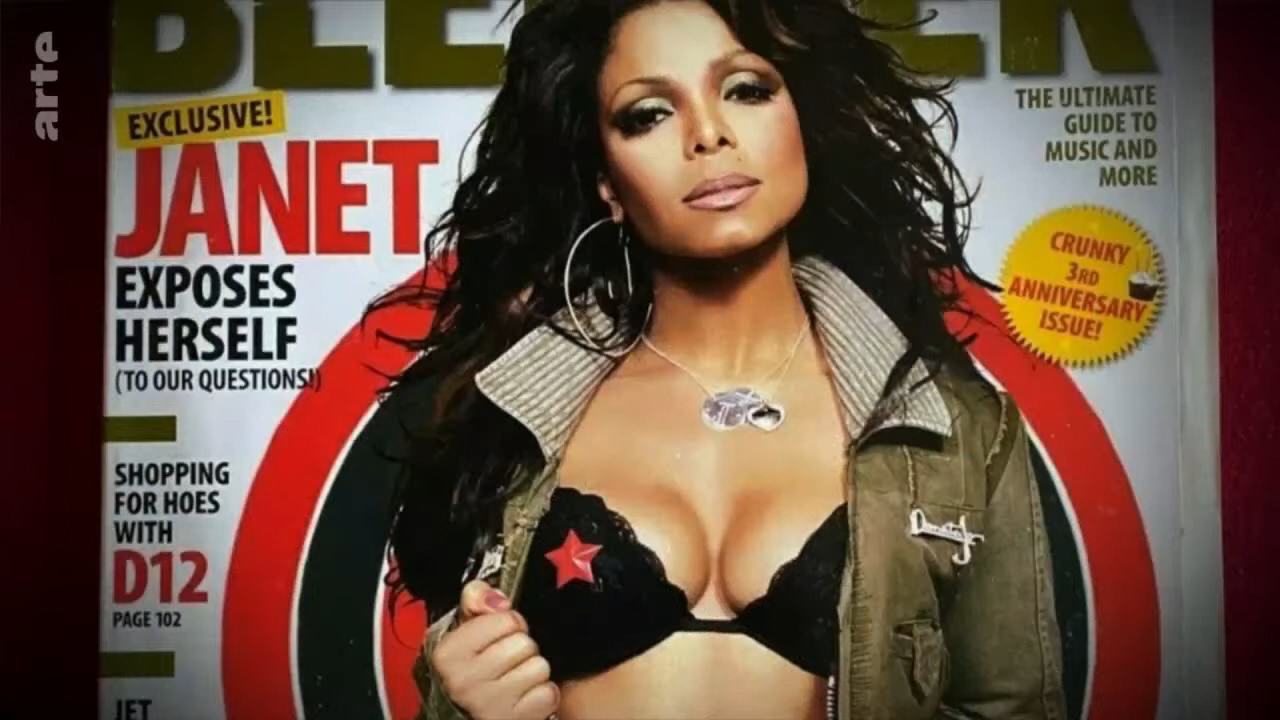 arte
BLENDER
EXCLUSIVE!
JANET
EXPOSES
HERSELF
(TO OUR QUESTIONS!)
SHOPPING
FOR HOES
WITH
D12
PAGE 102
JET
THE ULTIMATE
GUIDE TO
MUSIC AND
MORE
CRUNKY
3RD
ANNIVERSARY
ISSUE!